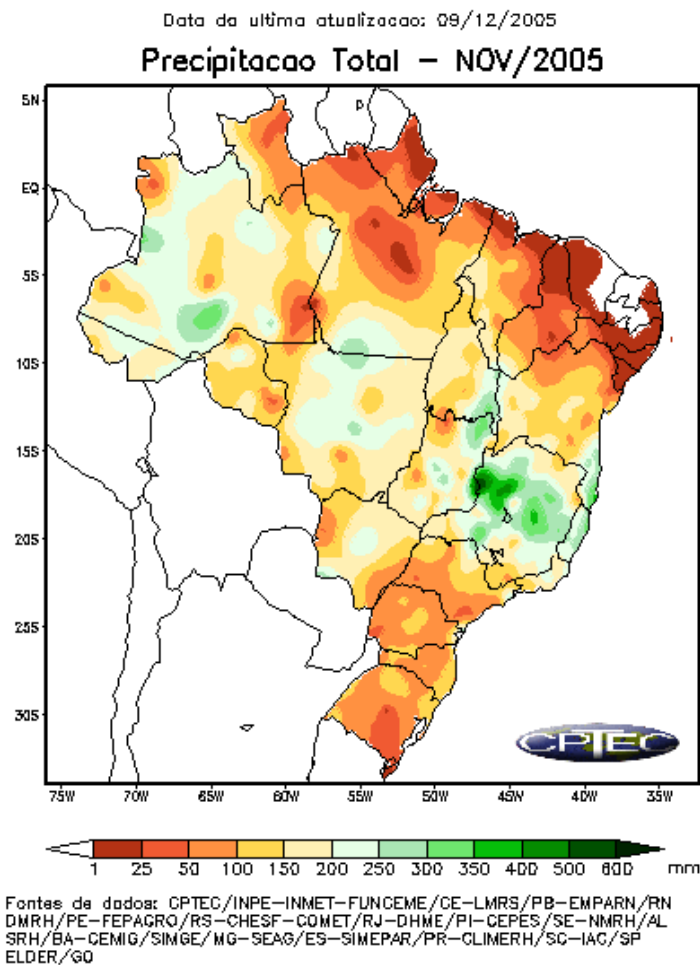 Data da ultima atualizacao: 09/12/2005
Precipitacao Total – NOV/2005
5N
EQ
5S
10S
15S
20S
25S
30S
75W 70W 65W 60W 55W 50W 45W 40W 35W
CPTEC
1 25 50 100 150 200 250 300 350 400 500 600 mm
Fontes de dados: CPTEC/INPE-INMET-FUNCEME/CE-LMRS/PB-EMPARN/RN
DMRH/PE-FEPAGRO/RS-CHESF-COMET/RJ-DHME/PI-CEPES/SE-NMRH/AL
SRH/BA-CEMIG/SIMGE/MG-SEAG/ES-SIMEPAR/PR-CLIMERH/SC-IAC/SP
ELDER/GO